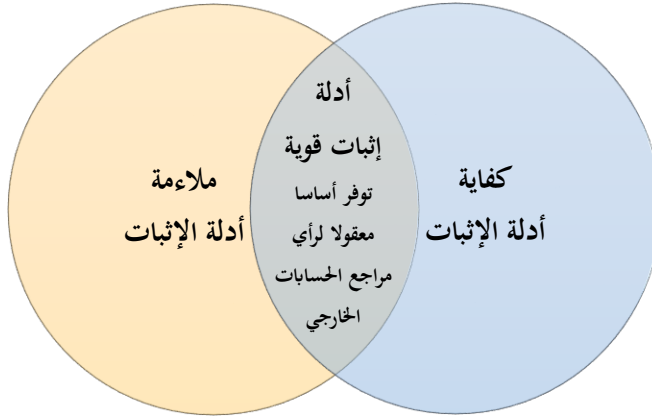 كفاية
أدلة الإثبات
أدلة
إثبات قوية
توفر أساسا
معقولا لرأي
مراجع الحسابات
الخارجي
ملاءمة
أدلة الإثبات